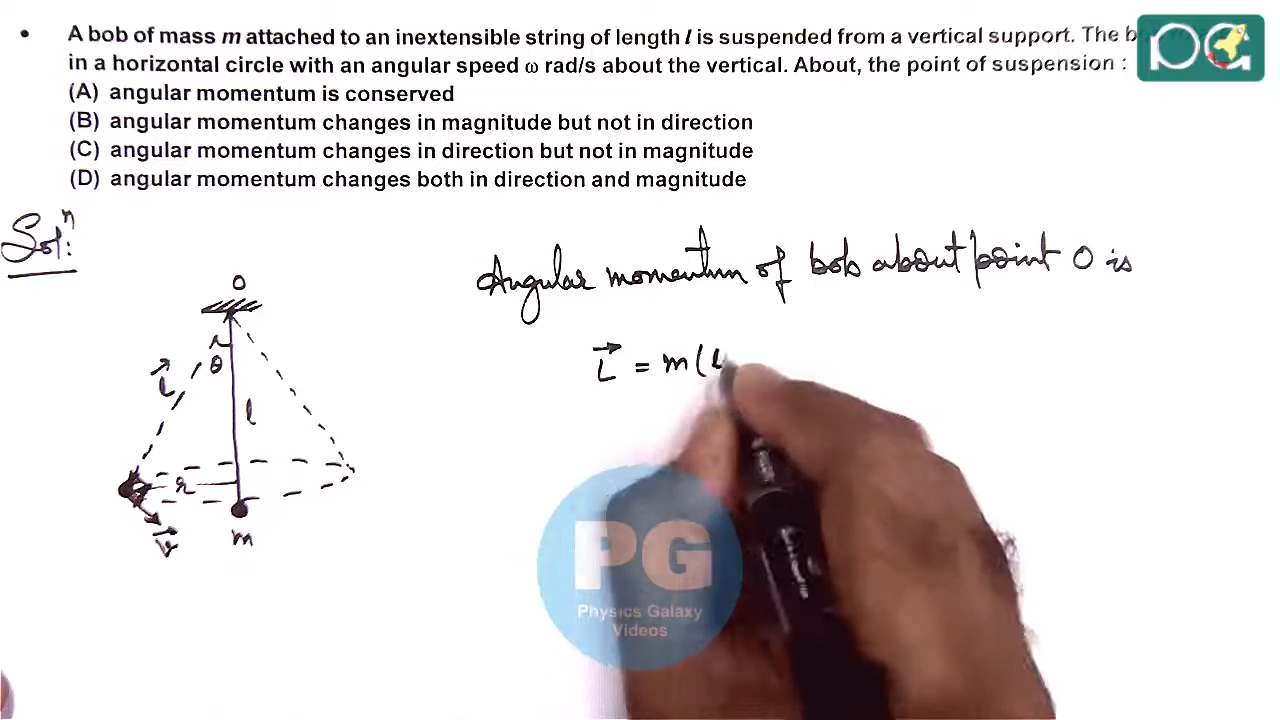 A bob of mass m attached to an inextensible string of length l is suspended from a vertical support. The b
in a horizontal circle with an angular speed ω rad/s about the vertical. About, the point of suspension :
(A) angular momentum is conserved
(B) angular momentum changes in magnitude but not in direction
(C) angular momentum changes in direction but not in magnitude
(D) angular momentum changes both in direction and magnitude
Solⁿ:
Angular momentum of bob about point O is
L⃗ = m(l
O
θ
l⃗
l
r
v⃗
m
PG
Physics Galaxy
Videos
PG